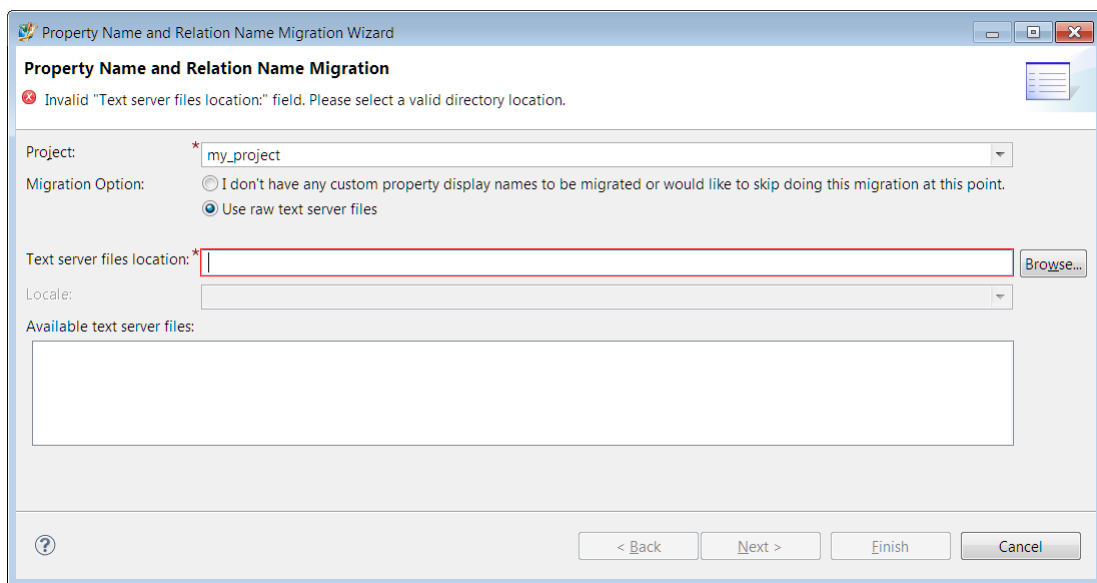 Property Name and Relation Name Migration Wizard
Property Name and Relation Name Migration
Invalid "Text server files location:" field. Please select a valid directory location.
Project: * my_project
Migration Option: I don't have any custom property display names to be migrated or would like to skip doing this migration at this point.
Use raw text server files
Text server files location: * Browse...
Locale:
Available text server files:
? < Back Next > Finish Cancel